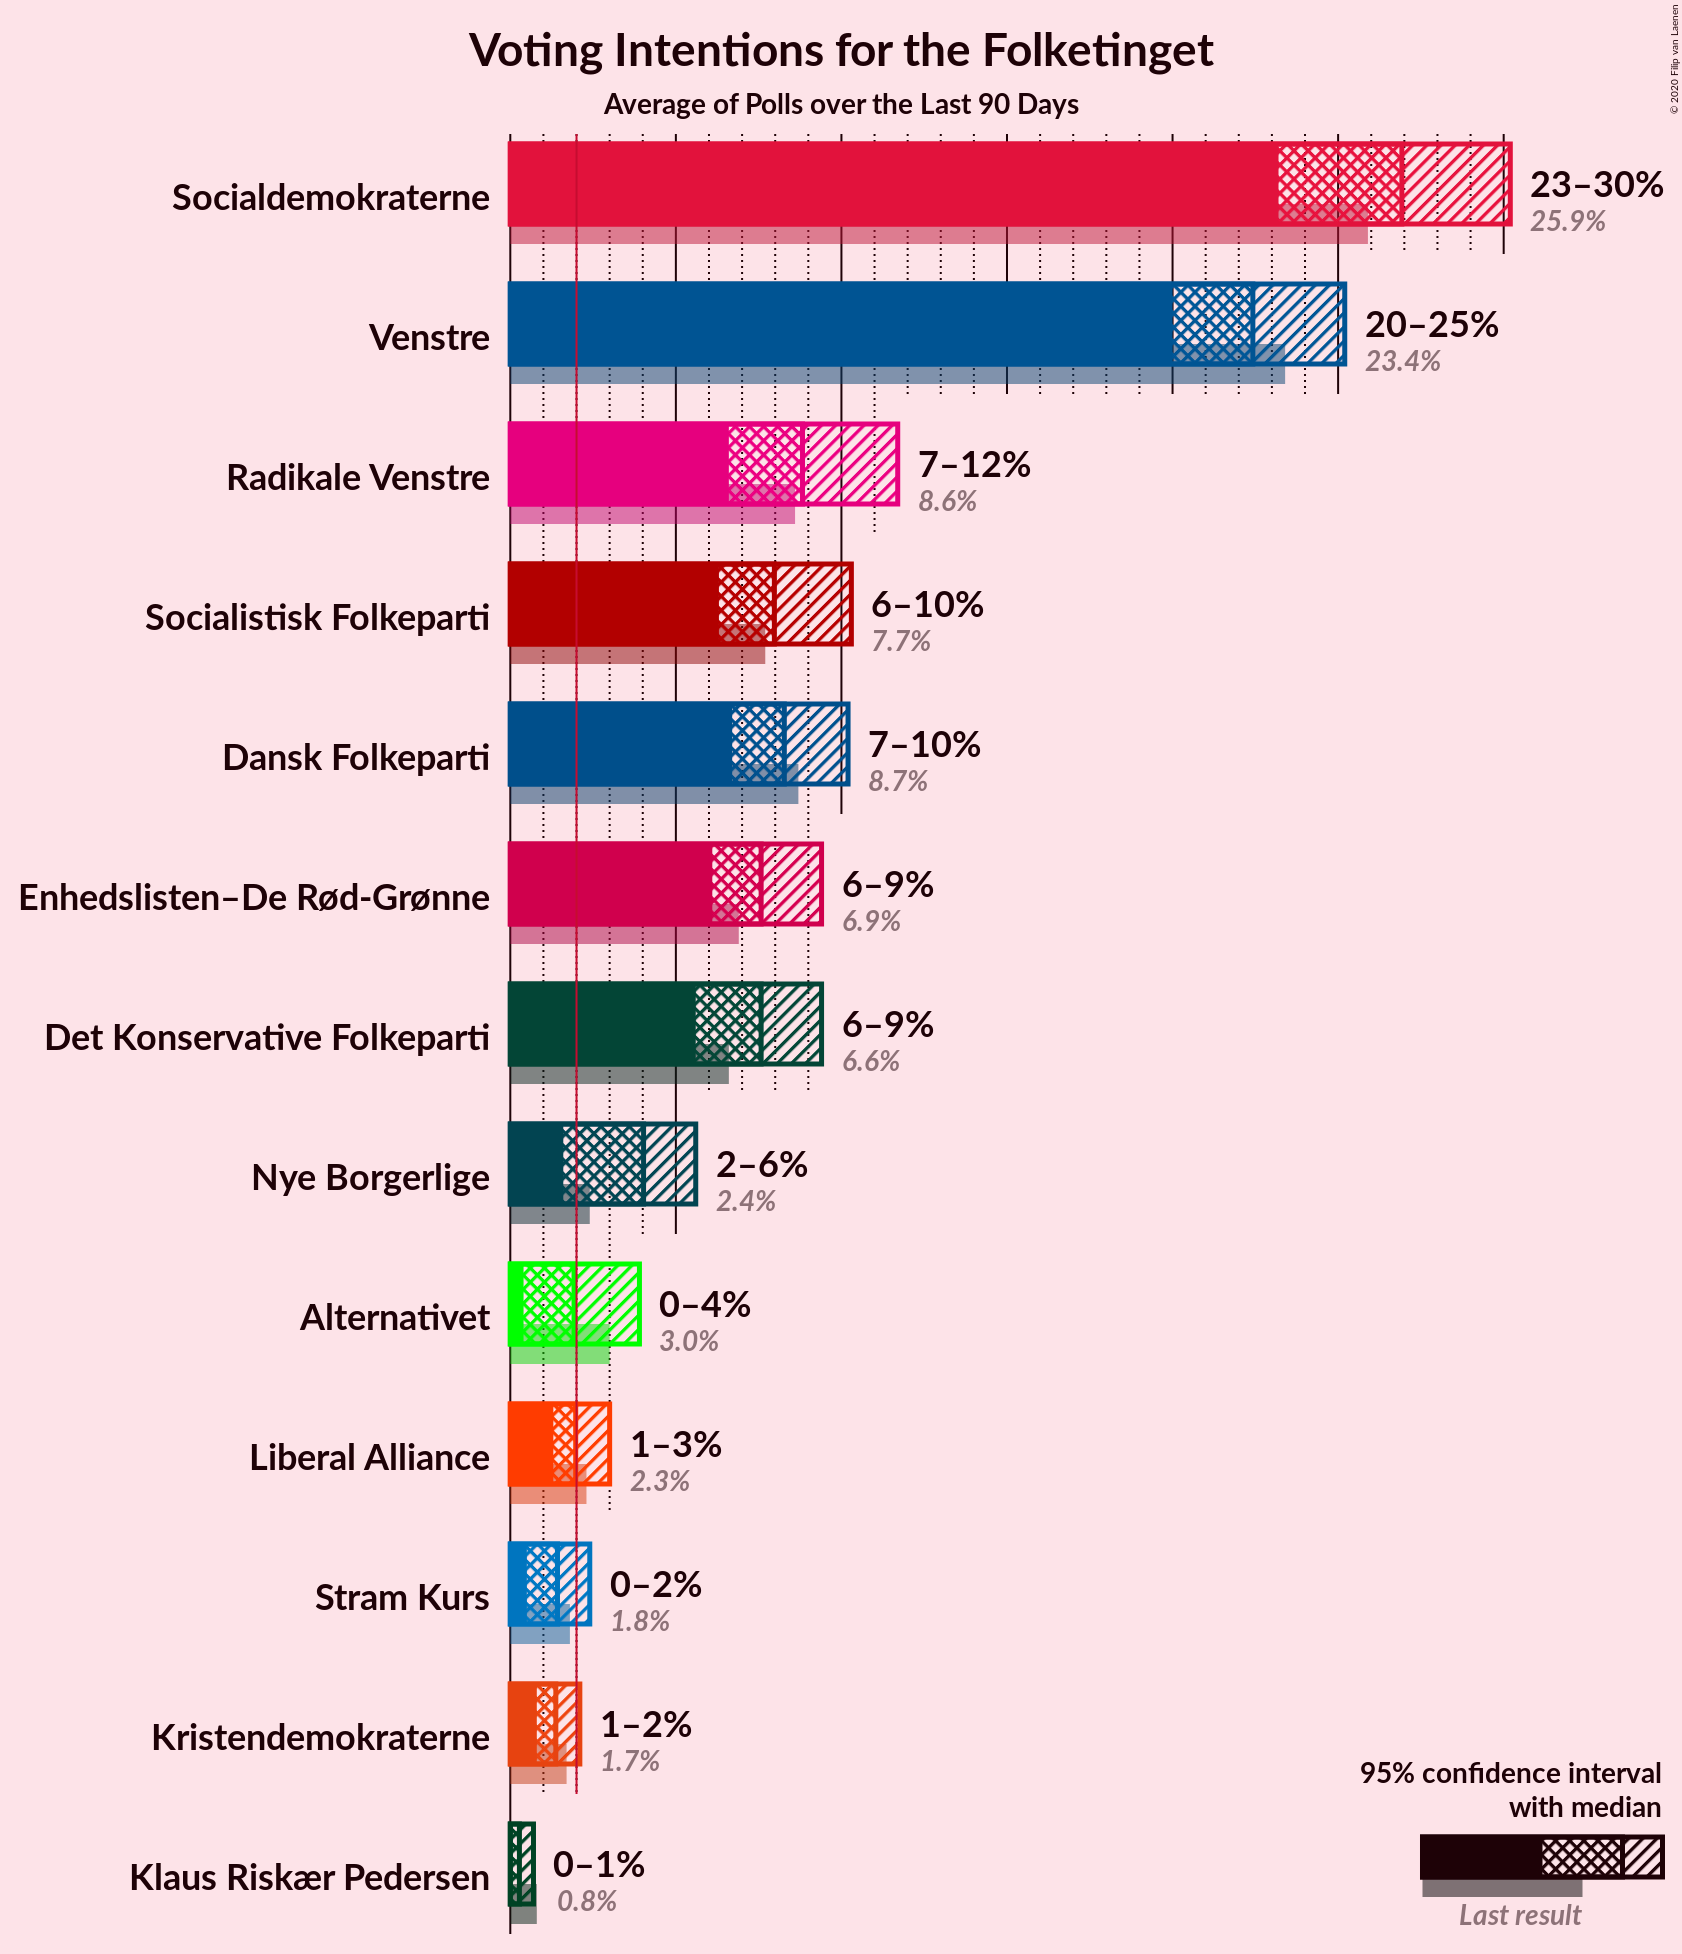 Voting Intentions for the Folketinget
Average of Polls over the Last 90 Days
© 2020 Filip van Laenen
Socialdemokraterne
23–30%
25.9%
Venstre
20–25%
23.4%
Radikale Venstre
7–12%
8.6%
Socialistisk Folkeparti
6–10%
7.7%
Dansk Folkeparti
7–10%
8.7%
Enhedslisten–De Rød-Grønne
6–9%
6.9%
Det Konservative Folkeparti
6–9%
6.6%
Nye Borgerlige
2–6%
2.4%
Alternativet
0–4%
3.0%
Liberal Alliance
1–3%
2.3%
Stram Kurs
0–2%
1.8%
Kristendemokraterne
1–2%
1.7%
Klaus Riskær Pedersen
0–1%
0.8%
95% confidence interval
with median
Last result